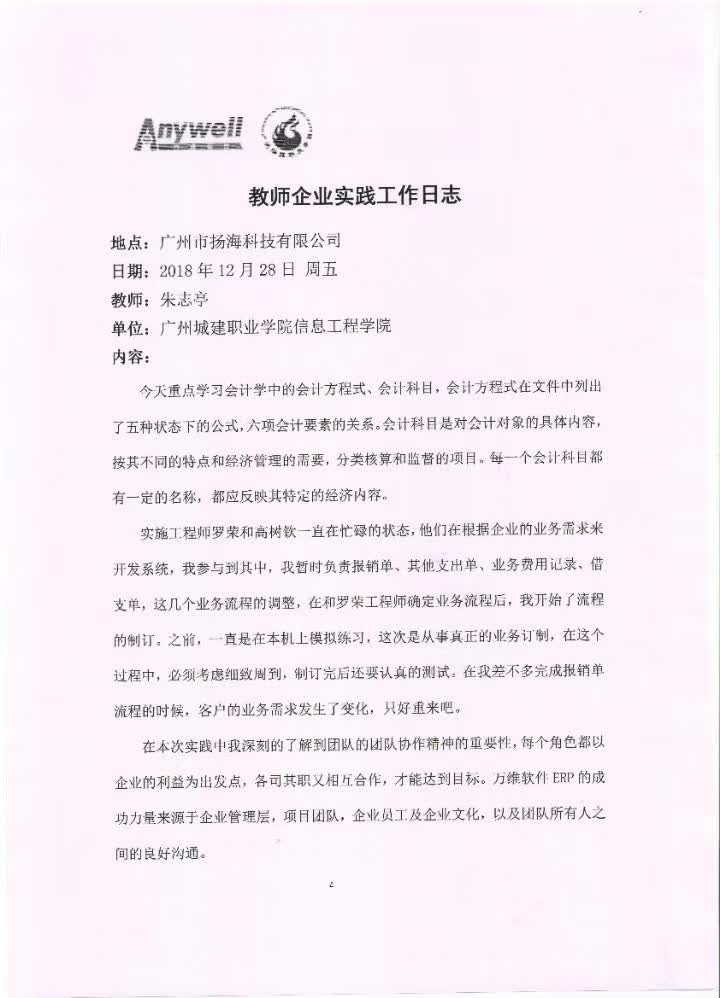 Anywell
教师企业实践工作日志
地点：广州市扬海科技有限公司
日期：2018 年 12 月 28 日 周五
教师：朱志亭
单位：广州城建职业学院信息工程学院
内容：
今天重点学习会计学中的会计方程式、会计科目，会计方程式在文件中列出
了五种状态下的公式，六项会计要素的关系。会计科目是对会计对象的具体内容，
按其不同的特点和经济管理的需要，分类核算和监督的项目。每一个会计科目都
有一定的名称，都应反映其特定的经济内容。
实施工程师罗荣和高树钦一直在忙碌的状态，他们在根据企业的业务需求来
开发系统，我参与到其中，我暂时负责报销单、其他支出单、业务费用记录、借
支单，这几个业务流程的调整，在和罗荣工程师确定业务流程后，我开始了流程
的制订。之前，一直是在本机上模拟练习，这次是从事真正的业务订制，在这个
过程中，必须考虑细致周到，制订完后还要认真的测试。在我差不多完成报销单
流程的时候，客户的业务需求发生了变化，只好重来吧。
在本次实践中我深刻的了解到团队的团队协作精神的重要性，每个角色都以
企业的利益为出发点，各司其职又相互合作，才能达到目标。万维软件 ERP 的成
功力量来源于企业管理层，项目团队，企业员工及企业文化，以及团队所有人之
间的良好沟通。